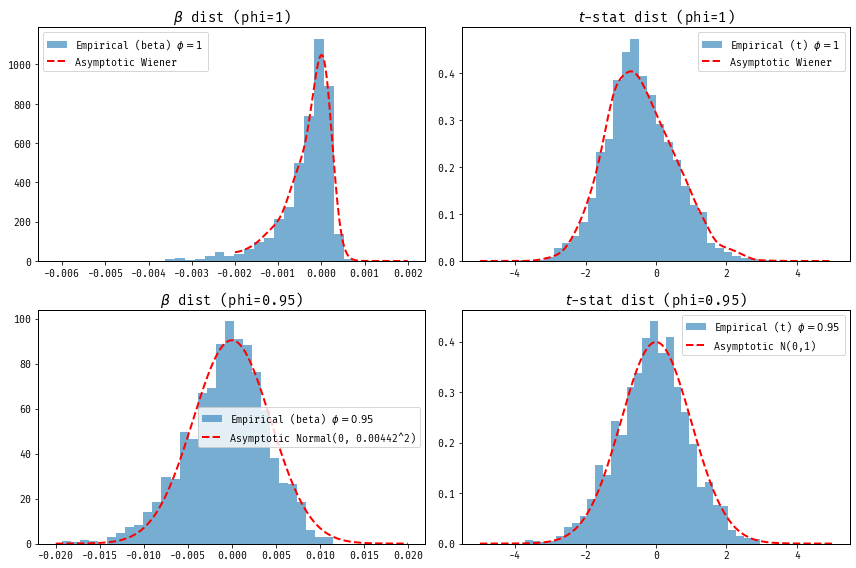 β dist (phi=1)
Empirical (beta) ϕ = 1
Asymptotic Wiener
1000
800
600
400
200
0
-0.006 -0.005 -0.004 -0.003 -0.002 -0.001 0.000 0.001 0.002
t-stat dist (phi=1)
Empirical (t) ϕ = 1
Asymptotic Wiener
0.4
0.3
0.2
0.1
0.0
-4 -2 0 2 4
β dist (phi=0.95)
Empirical (beta) ϕ = 0.95
Asymptotic Normal(0, 0.00442^2)
100
80
60
40
20
0
-0.020 -0.015 -0.010 -0.005 0.000 0.005 0.010 0.015 0.020
t-stat dist (phi=0.95)
Empirical (t) ϕ = 0.95
Asymptotic N(0,1)
0.4
0.3
0.2
0.1
0.0
-4 -2 0 2 4